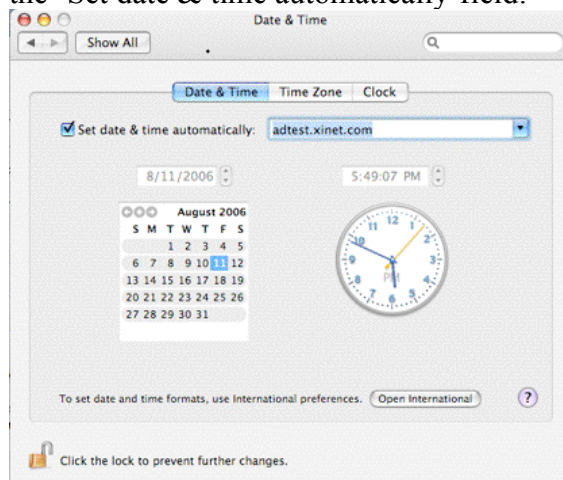 the "Set date & time automatically" field.
Date & Time
Show All
Date & Time Time Zone Clock
Set date & time automatically: adtest.xinet.com
8/11/2006 5:49:07 PM
August 2006
S M T W T F S
1 2 3 4 5
6 7 8 9 10 11 12
13 14 15 16 17 18 19
20 21 22 23 24 25 26
27 28 29 30 31
12
11 1
10 2
9 3
PM
8 4
7 6 5
To set date and time formats, use International preferences. Open International ?
Click the lock to prevent further changes.